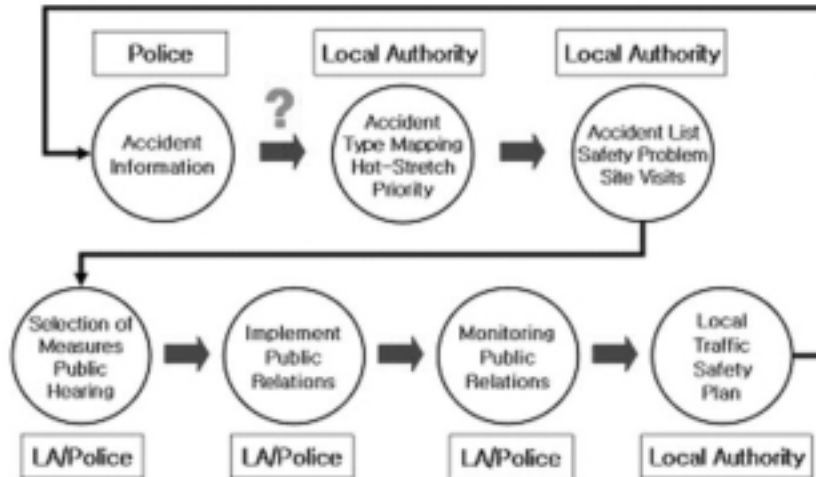 Police
Local Authority
Local Authority
?
Accident
Information
Accident
Type Mapping
Hot-Stretch
Priority
Accident List
Safety Problem
Site Visits
Selection of
Measures
Public
Hearing
Implement
Public
Relations
Monitoring
Public
Relations
Local
Traffic
Safety
Plan
LA/Police
LA/Police
LA/Police
Local Authority